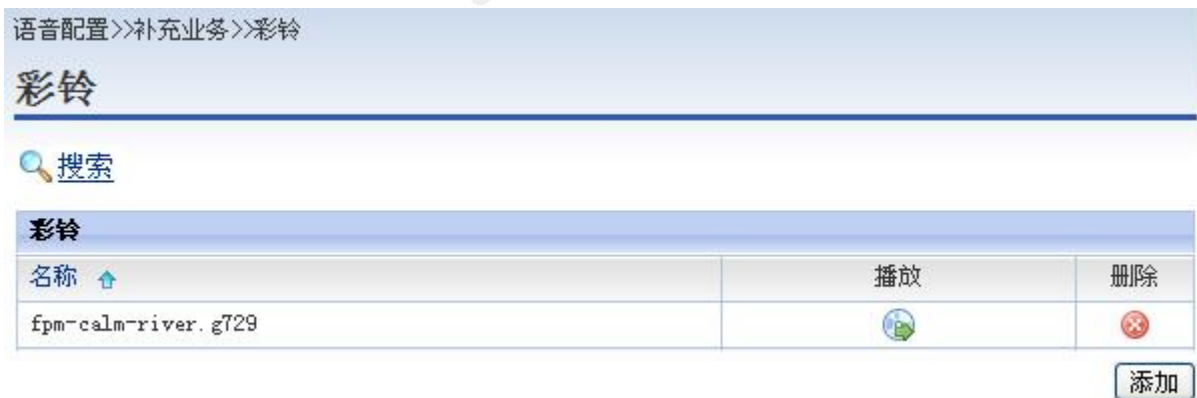 语音配置>>补充业务>>彩铃
彩铃
搜索
彩铃
名称 播放 删除
fpm-calm-river.g729
添加